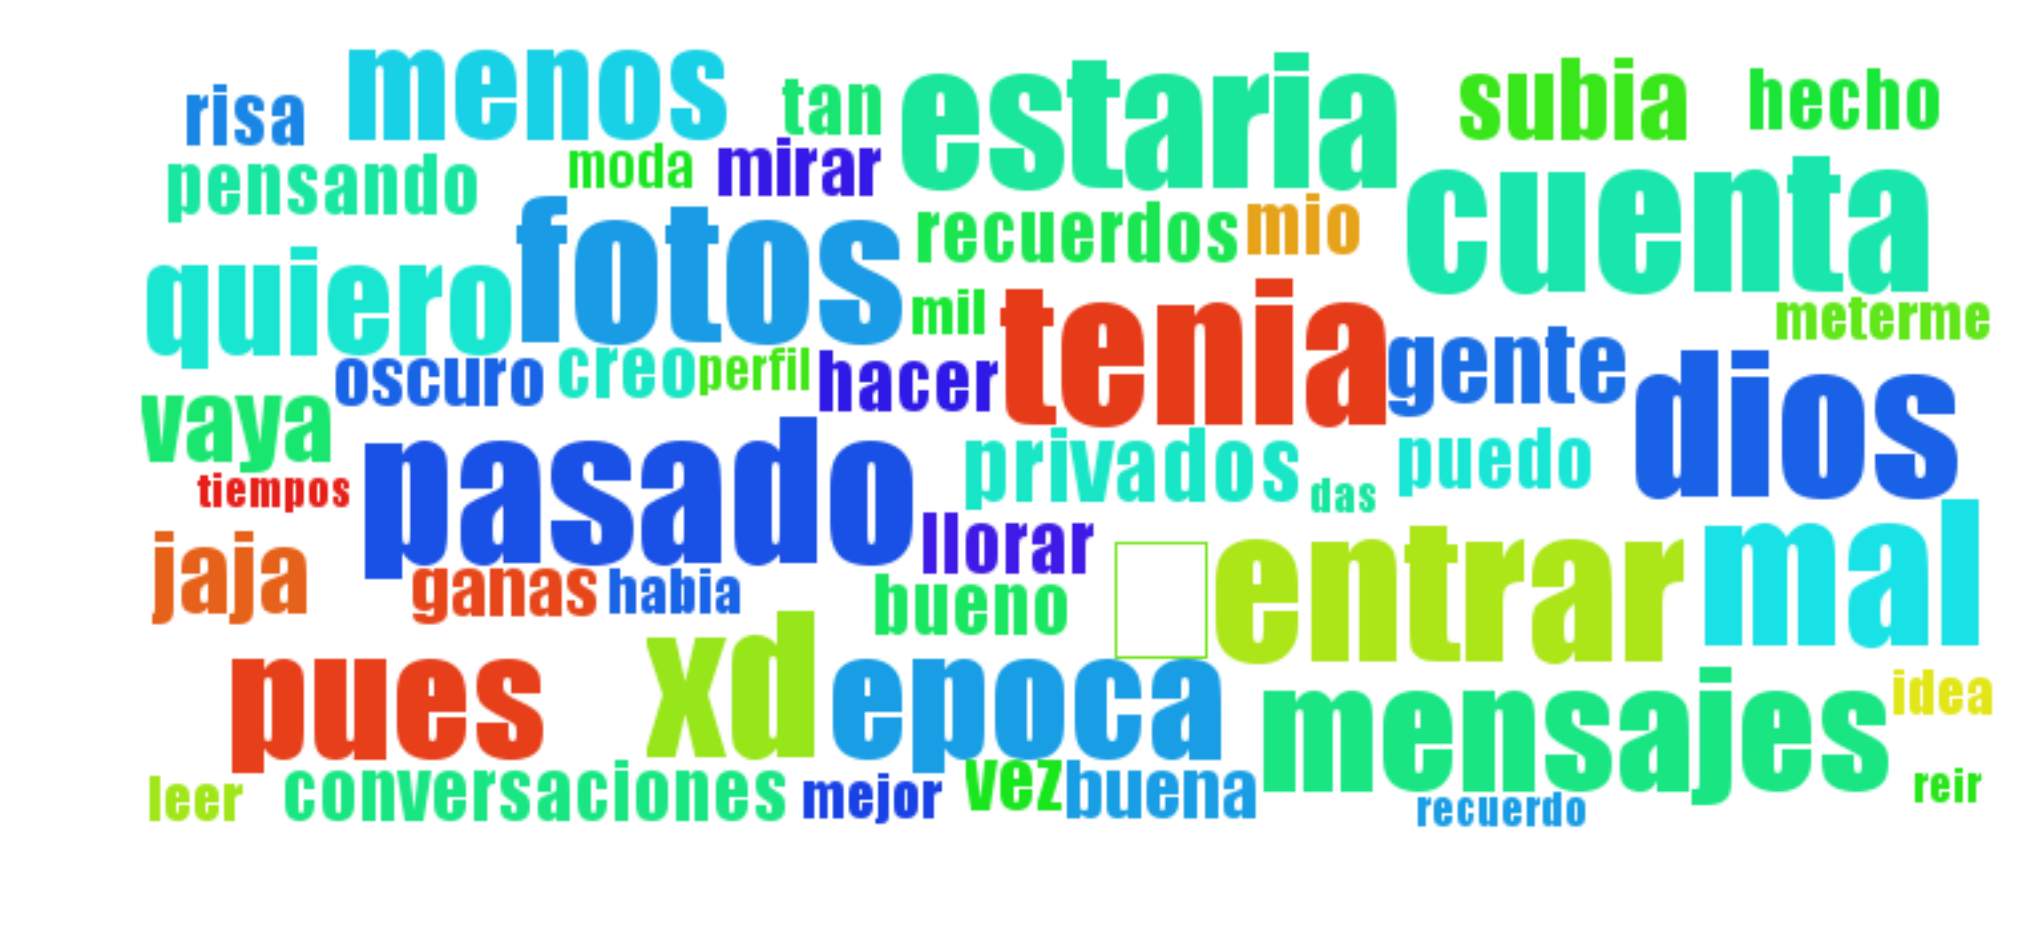 risa menos tan estaria subia hecho
pensando moda mirar cuenta
fotos recuerdos mio
quiero mil tenia meterme
oscuro creo perfil hacer gente dios
vaya pasado privados puedo
tiempos das
jaja llorar entrar mal
ganas habia bueno
pues xd epoca mensajes idea
leer conversaciones mejor vez buena recuerdo reir